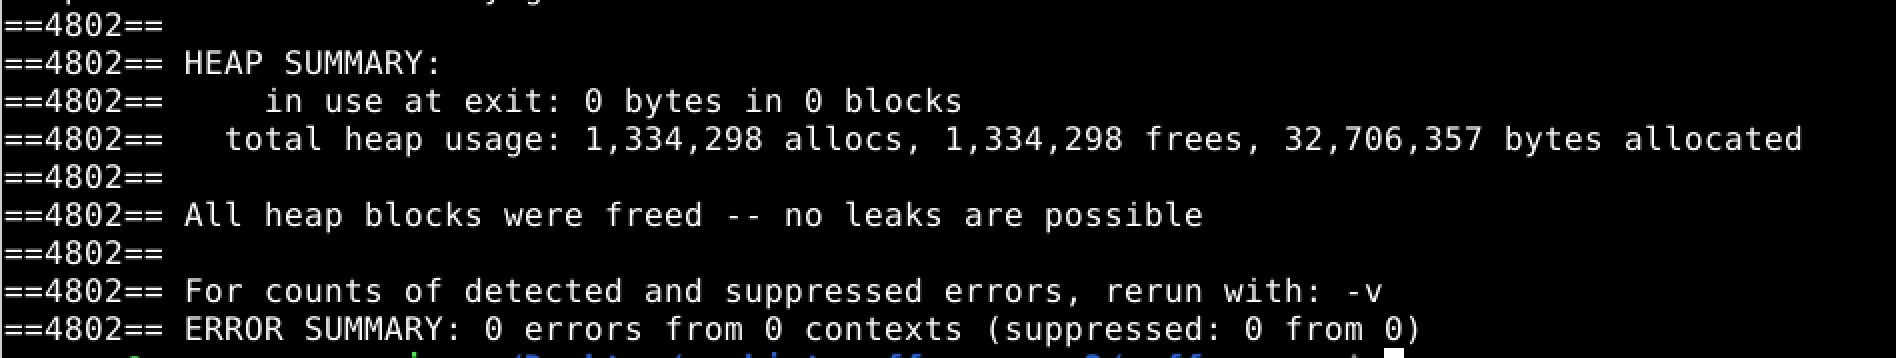 ==4802==
==4802== HEAP SUMMARY:
==4802==     in use at exit: 0 bytes in 0 blocks
==4802==   total heap usage: 1,334,298 allocs, 1,334,298 frees, 32,706,357 bytes allocated
==4802==
==4802== All heap blocks were freed -- no leaks are possible
==4802==
==4802== For counts of detected and suppressed errors, rerun with: -v
==4802== ERROR SUMMARY: 0 errors from 0 contexts (suppressed: 0 from 0)